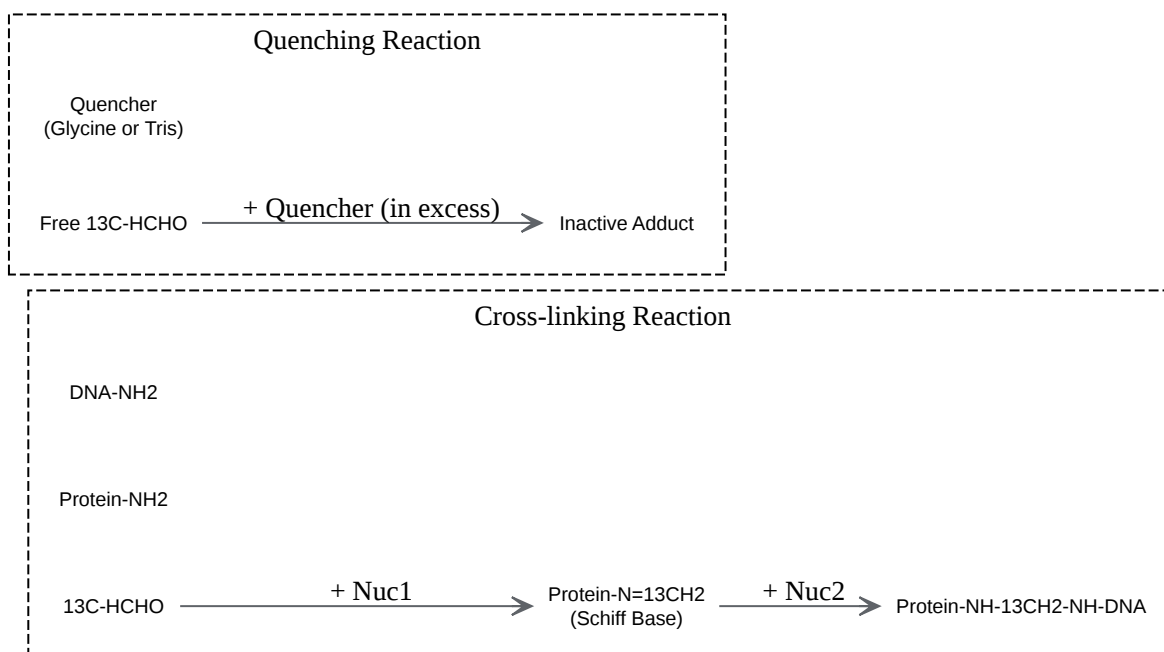 Quenching Reaction
Quencher
(Glycine or Tris)
Free 13C-HCHO
+ Quencher (in excess)
Inactive Adduct
Cross-linking Reaction
DNA-NH2
Protein-NH2
13C-HCHO
+ Nuc1
Protein-N=13CH2
(Schiff Base)
+ Nuc2
Protein-NH-13CH2-NH-DNA